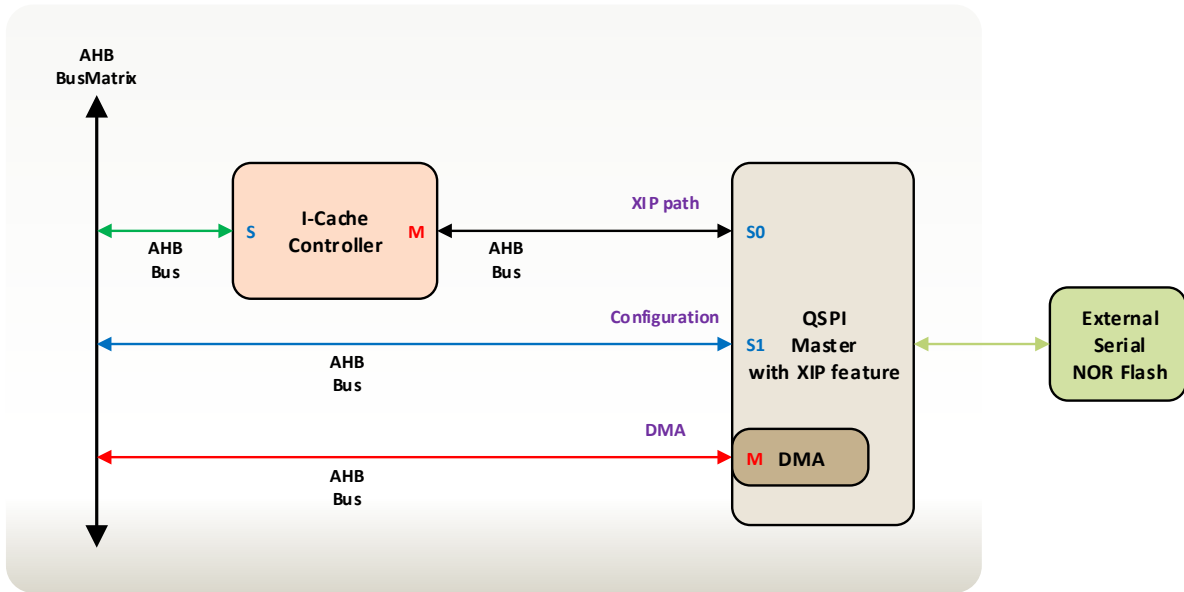 AHB
BusMatrix
I-Cache
Controller
S
M
AHB
Bus
XIP path
AHB
Bus
S0
Configuration
AHB
Bus
S1
QSPI
Master
with XIP feature
External
Serial
NOR Flash
DMA
AHB
Bus
M
DMA